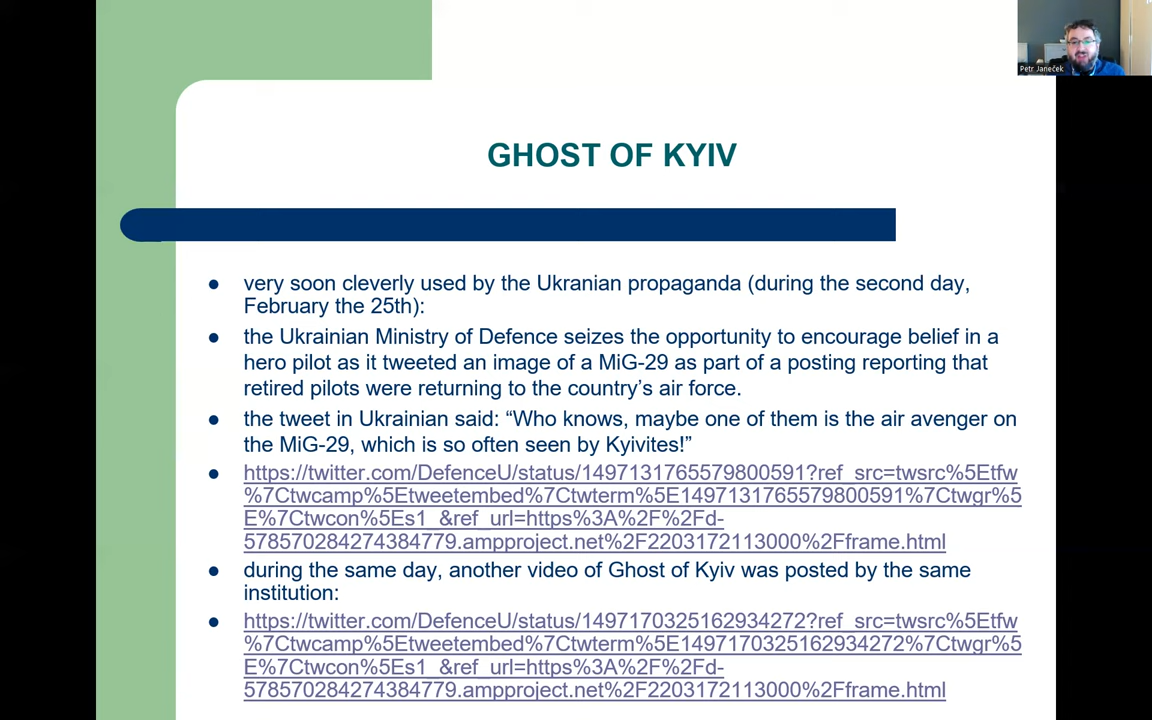 Petr Janeček
GHOST OF KYIV
● very soon cleverly used by the Ukranian propaganda (during the second day,
February the 25th):
● the Ukrainian Ministry of Defence seizes the opportunity to encourage belief in a
hero pilot as it tweeted an image of a MiG-29 as part of a posting reporting that
retired pilots were returning to the country’s air force.
● the tweet in Ukrainian said: “Who knows, maybe one of them is the air avenger on
the MiG-29, which is so often seen by Kyivites!”
● https://twitter.com/DefenceU/status/1497131765579800591?ref_src=twsrc%5Etfw
%7Ctwcamp%5Etweetembed%7Ctwterm%5E1497131765579800591%7Ctwgr%5
E%7Ctwcon%5Es1_&ref_url=https%3A%2F%2Fd-
578570284274384779.ampproject.net%2F2203172113000%2Fframe.html
● during the same day, another video of Ghost of Kyiv was posted by the same
institution:
● https://twitter.com/DefenceU/status/1497170325162934272?ref_src=twsrc%5Etfw
%7Ctwcamp%5Etweetembed%7Ctwterm%5E1497170325162934272%7Ctwgr%5
E%7Ctwcon%5Es1_&ref_url=https%3A%2F%2Fd-
578570284274384779.ampproject.net%2F2203172113000%2Fframe.html